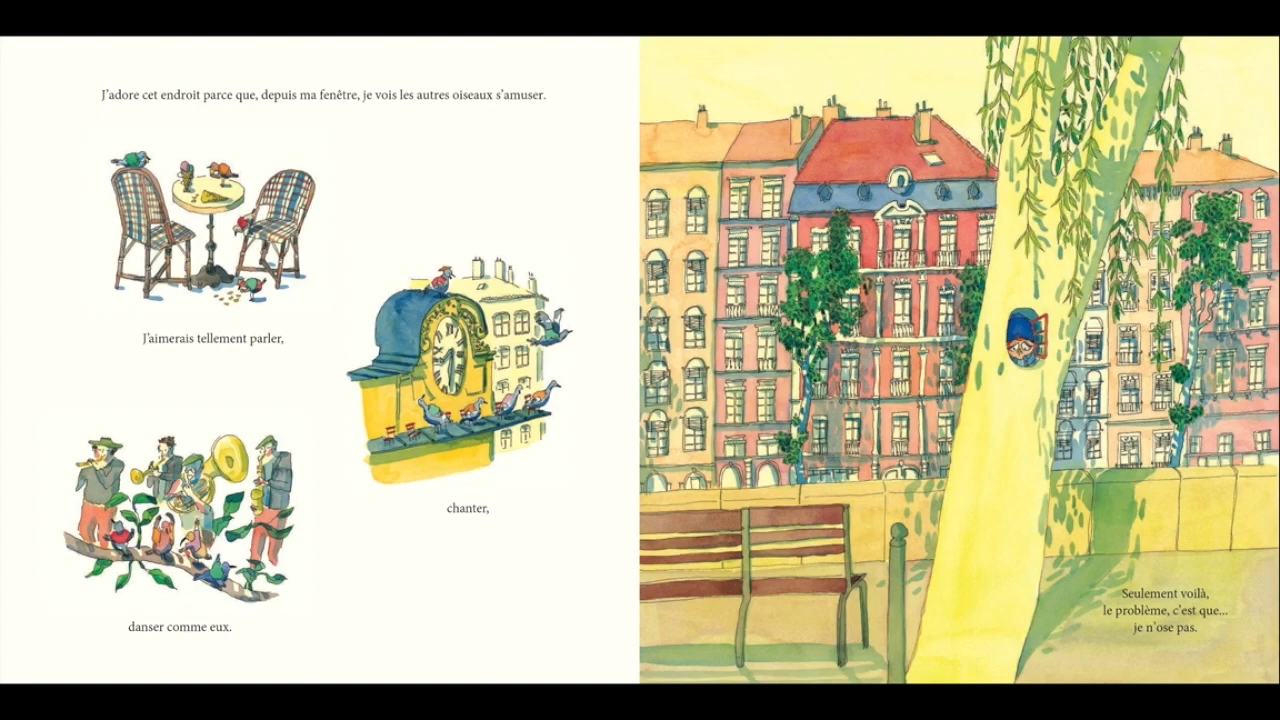 J'adore cet endroit parce que, depuis ma fenêtre, je vois les autres oiseaux s'amuser.
J'aimerais tellement parler,
chanter,
danser comme eux.
Seulement voilà,
le problème, c'est que...
je n'ose pas.